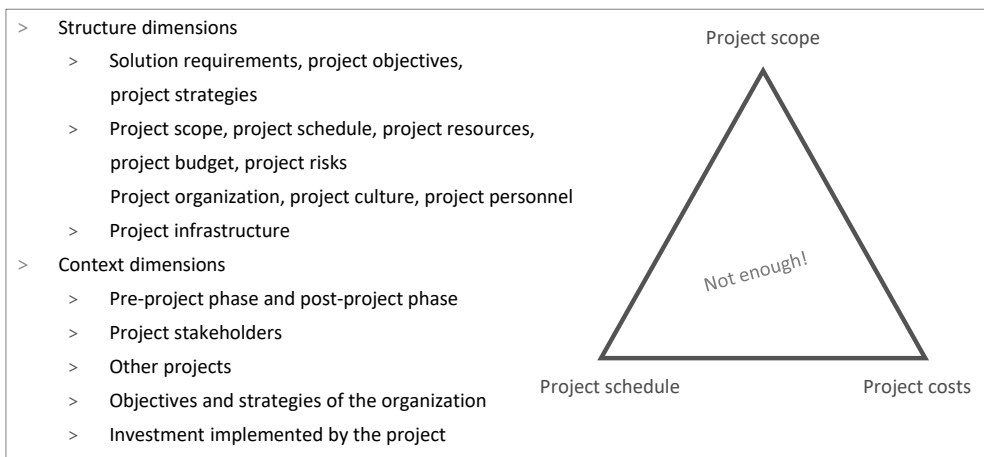 > Structure dimensions
> Solution requirements, project objectives,
project strategies
> Project scope, project schedule, project resources,
project budget, project risks
Project organization, project culture, project personnel
> Project infrastructure
> Context dimensions
> Pre-project phase and post-project phase
> Project stakeholders
> Other projects
> Objectives and strategies of the organization
> Investment implemented by the project
Project scope
Not enough!
Project schedule
Project costs